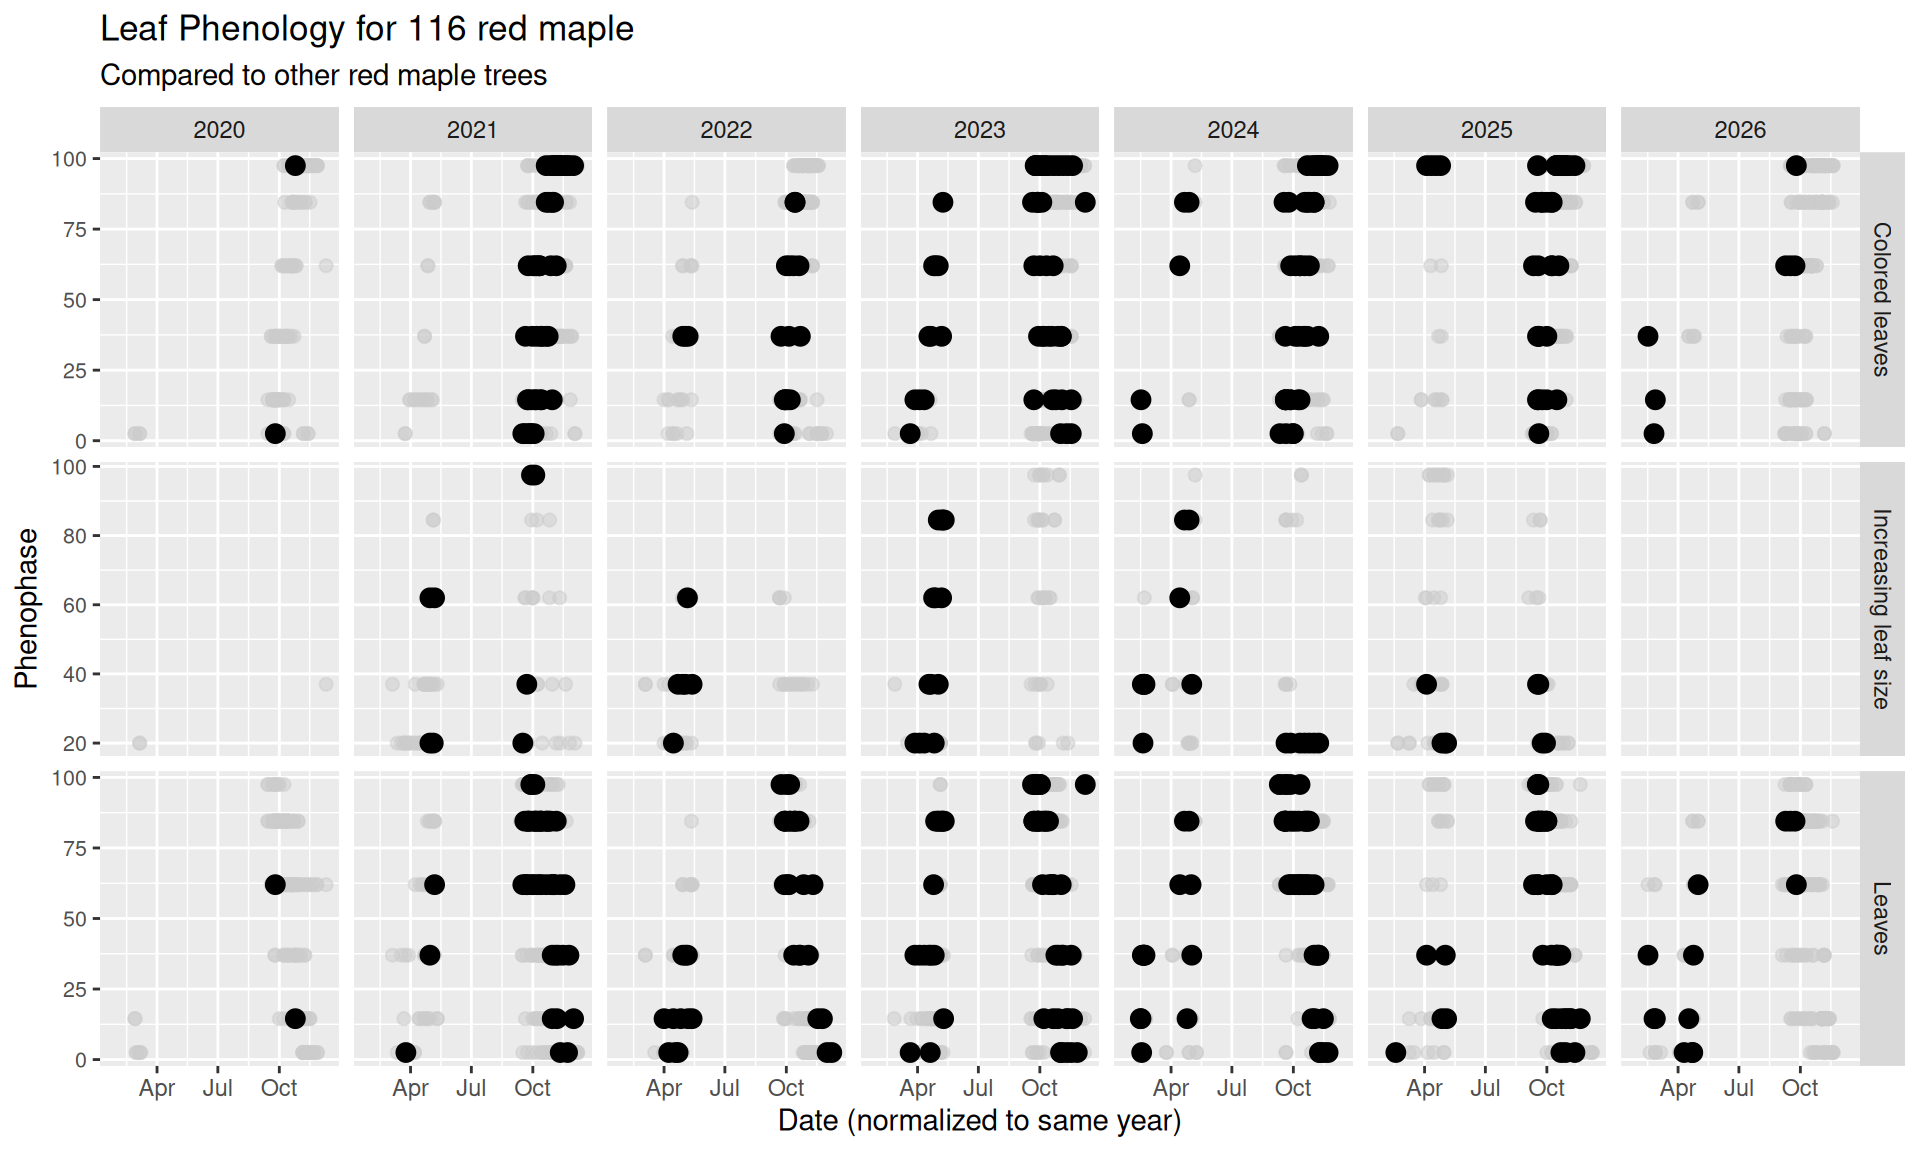 Leaf Phenology for 116 red maple
Compared to other red maple trees
2020 2021 2022 2023 2024 2025 2026
100
75
50
25
0
Colored leaves
100
80
60
40
20
Increasing leaf size
100
75
50
25
0
Leaves
Phenophase
Apr Jul Oct Apr Jul Oct Apr Jul Oct Apr Jul Oct Apr Jul Oct Apr Jul Oct Apr Jul Oct
Date (normalized to same year)